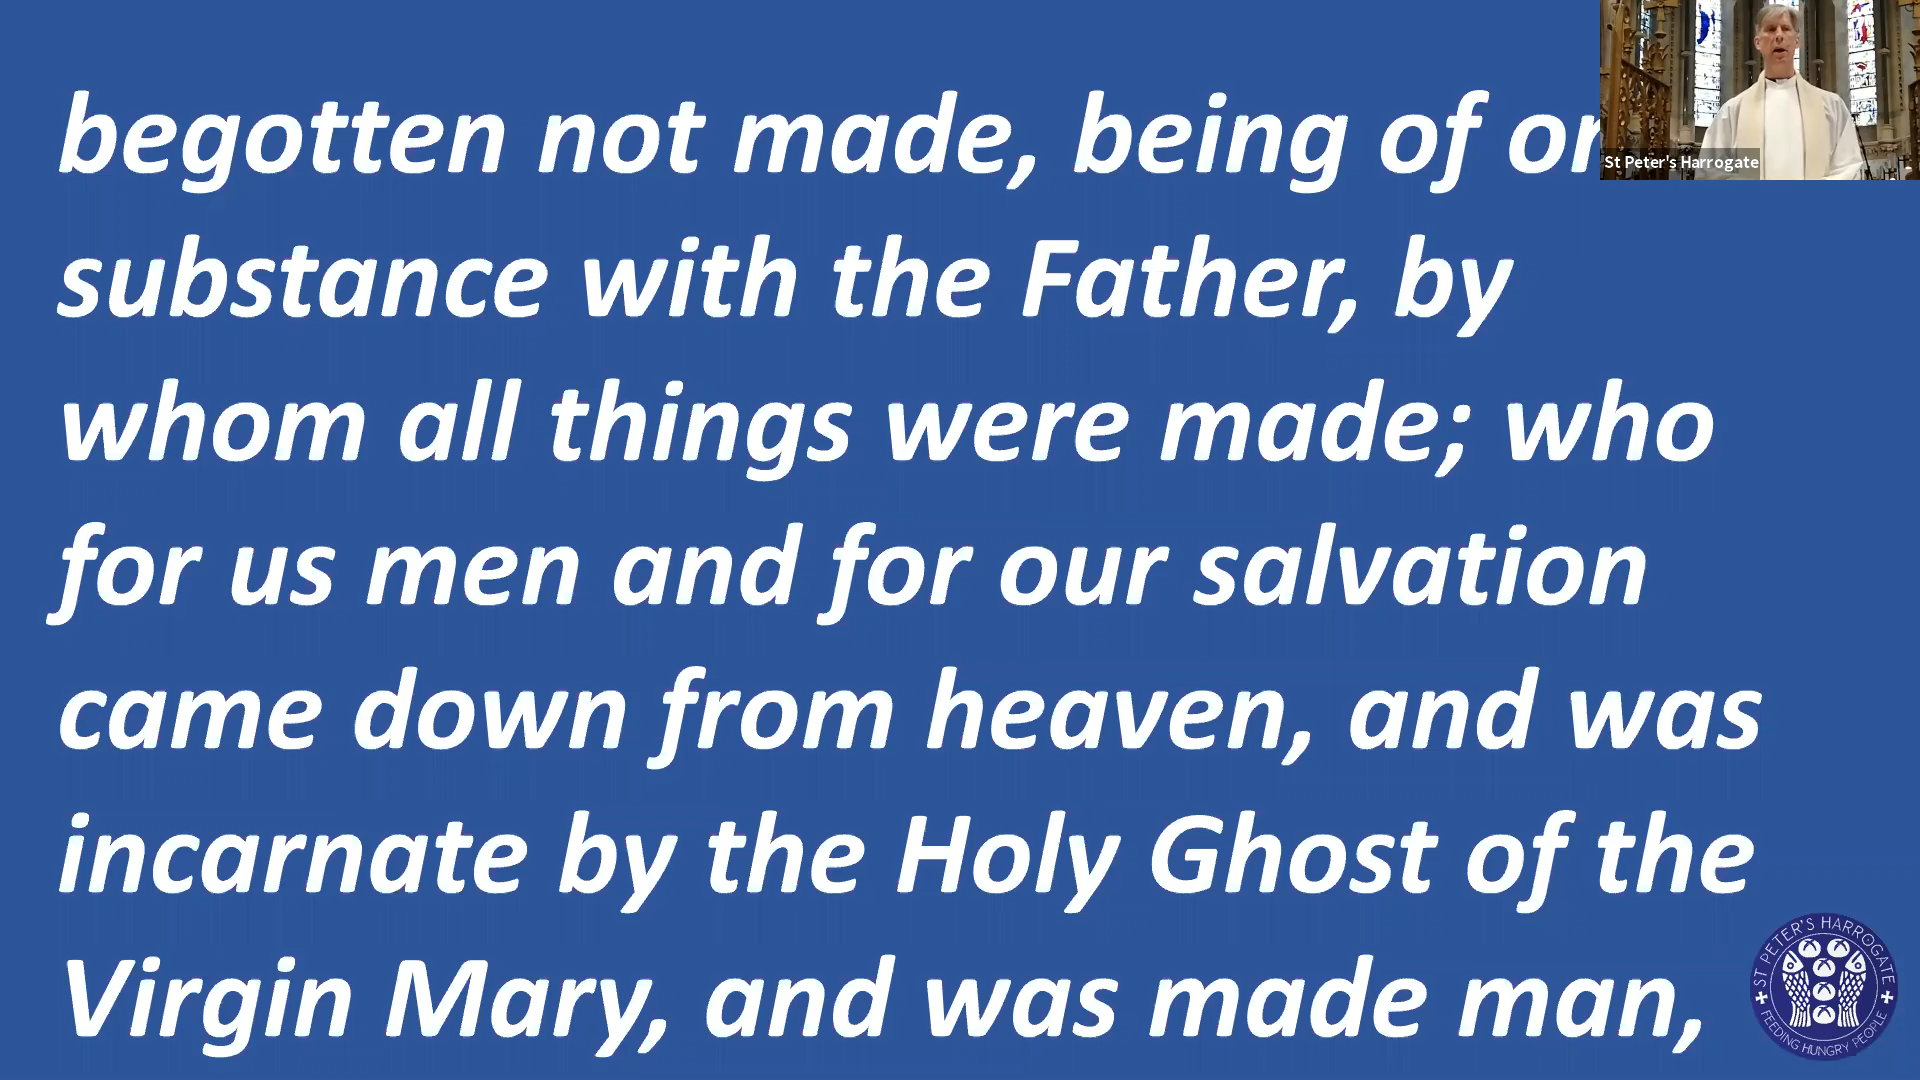 begotten not made, being of
substance with the Father, by
whom all things were made; who
for us men and for our salvation
came down from heaven, and was
incarnate by the Holy Ghost of the
Virgin Mary, and was made man,
St Peter's Harrogate
ST PETER'S HARROGATE
FEEDING HUNGRY PEOPLE